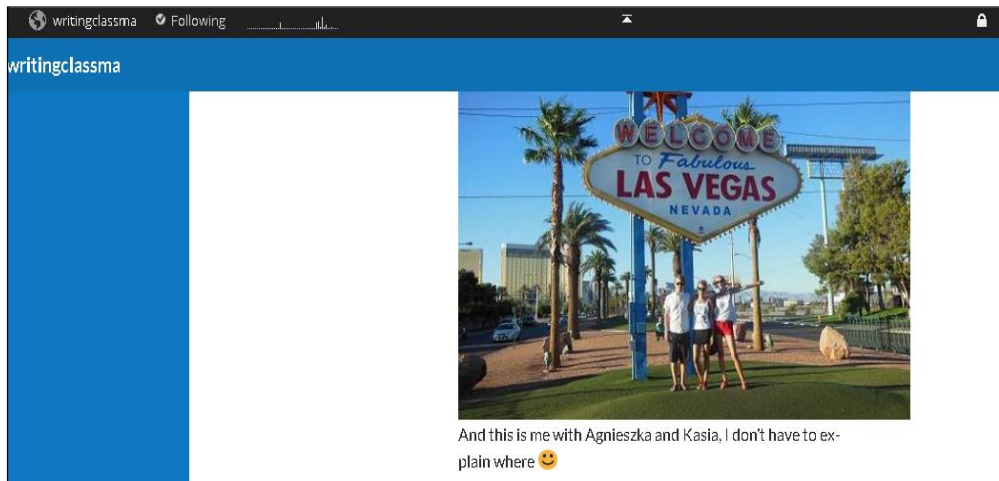 writingclassma Following
writingclassma
WELCOME
TO Fabulous
LAS VEGAS
NEVADA
And this is me with Agnieszka and Kasia, I don't have to ex-
plain where